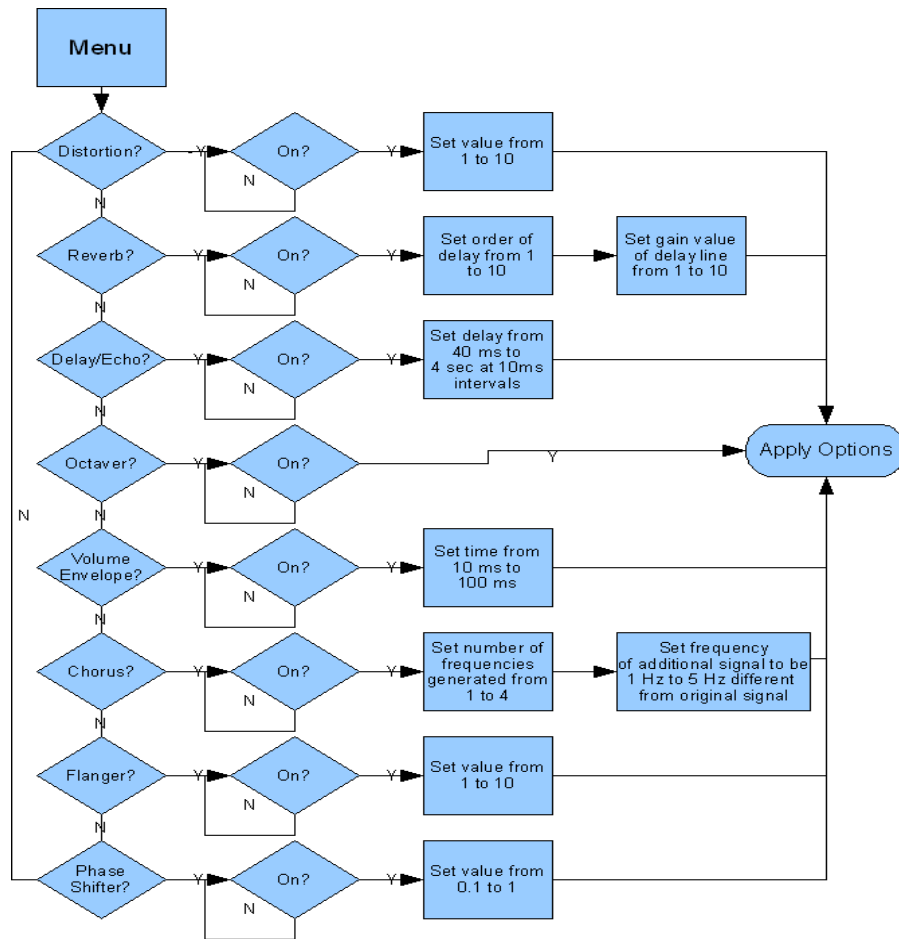 Menu
Distortion?
Y
On?
Y
N
Set value from
1 to 10
N
Reverb?
Y
On?
Y
N
Set order of
delay from 1
to 10
Set gain value
of delay line
from 1 to 10
N
Delay/Echo?
Y
On?
Y
N
Set delay from
40 ms to
4 sec at 10ms
intervals
N
Octaver?
Y
On?
N
Y
Apply Options
N
N
Volume
Envelope?
Y
On?
Y
N
Set time from
10 ms to
100 ms
N
Chorus?
Y
On?
Y
N
Set number of
frequencies
generated from
1 to 4
Set frequency
of additional signal to be
1 Hz to 5 Hz different
from original signal
N
Flanger?
Y
On?
Y
N
Set value from
1 to 10
N
Phase
Shifter?
Y
On?
Y
N
Set value from
0.1 to 1